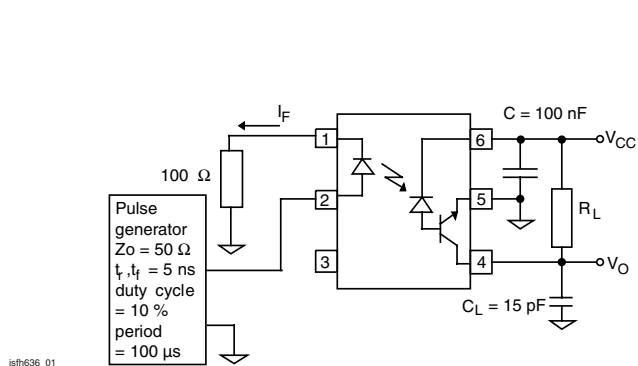 I_F
C = 100 nF
1
6
V_CC
100 Ω
2
5
R_L
Pulse
generator
Zo = 50 Ω
t_r ,t_f = 5 ns
duty cycle
= 10 %
period
= 100 µs
3
4
V_O
C_L = 15 pF
isfh636_01